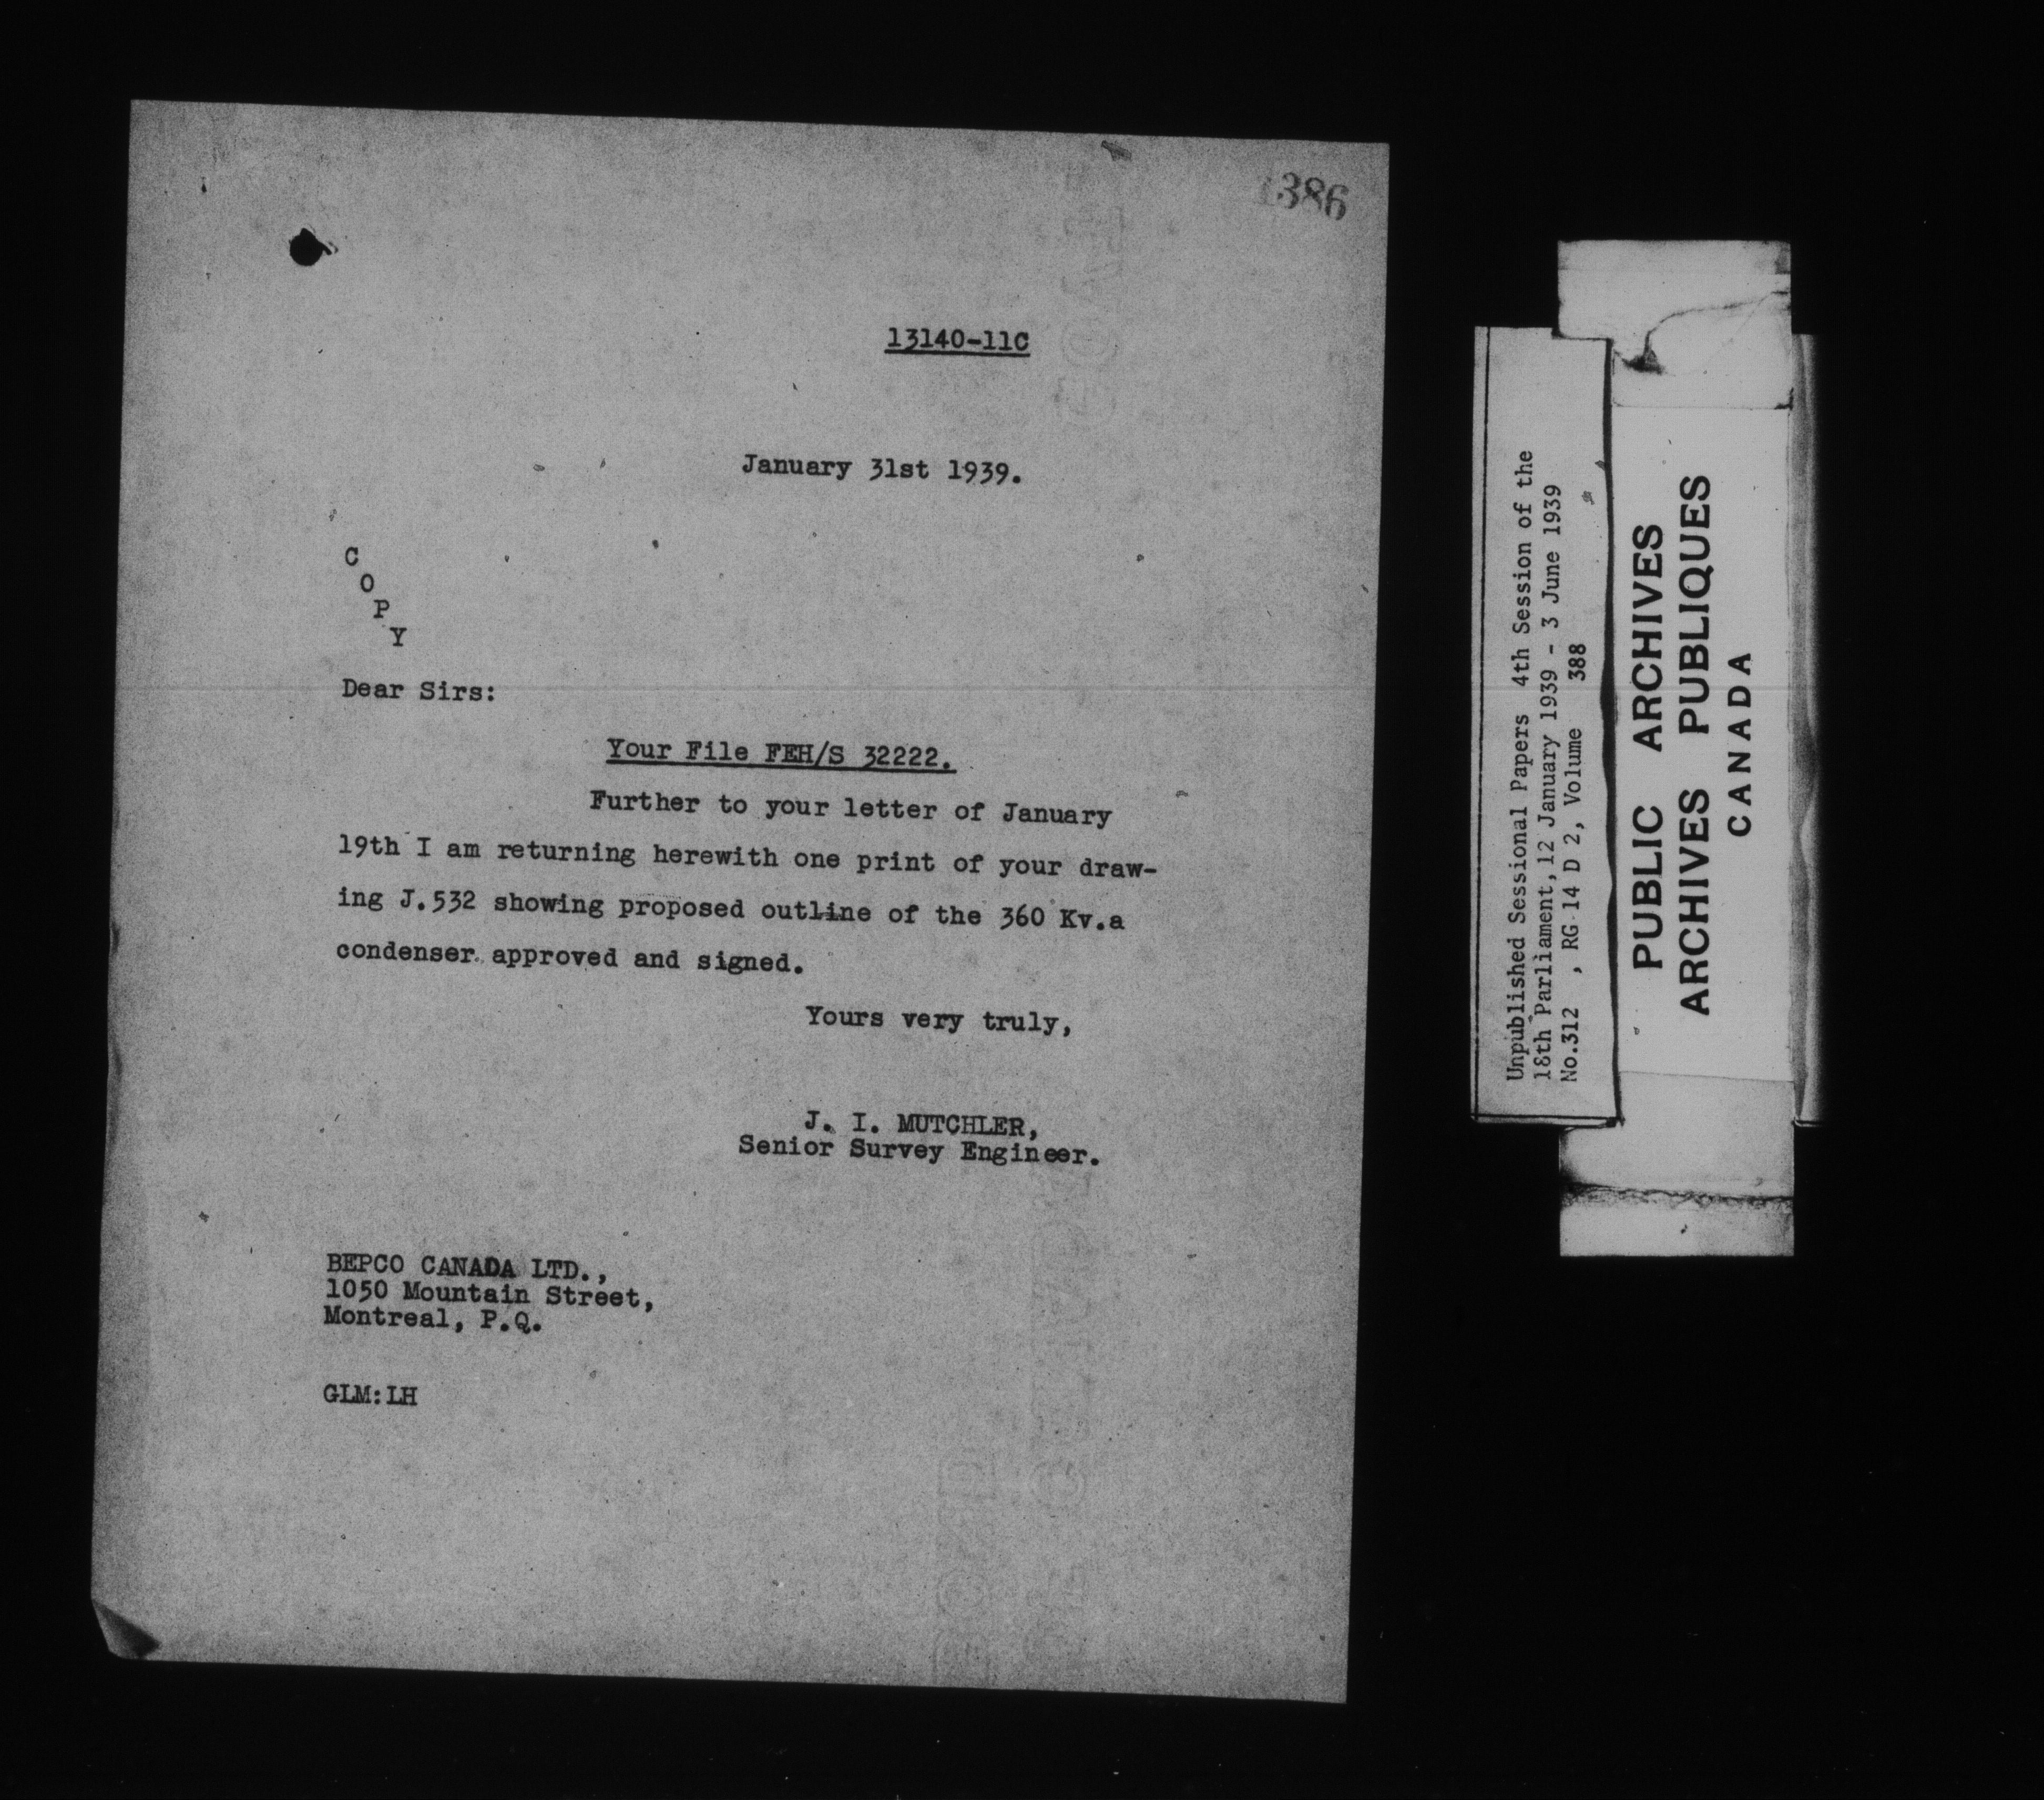 386
13140-11C
January 31st 1939.
C
O
P
Y
Dear Sirs:
Your File FEH/S 32222.
Further to your letter of January
19th I am returning herewith one print of your draw-
ing J.532 showing proposed outline of the 360 Kv.a
condenser approved and signed.
Yours very truly,
J. I. MUTCHLER,
Senior Survey Engineer.
BEPCO CANADA LTD.,
1050 Mountain Street,
Montreal, P.Q.
GLM:LH
Unpublished Sessional Papers 4th Session of the
18th Parliament, 12 January 1939 - 3 June 1939
No.312 , RG 14 D 2, Volume 388
PUBLIC ARCHIVES
ARCHIVES PUBLIQUES
CANADA